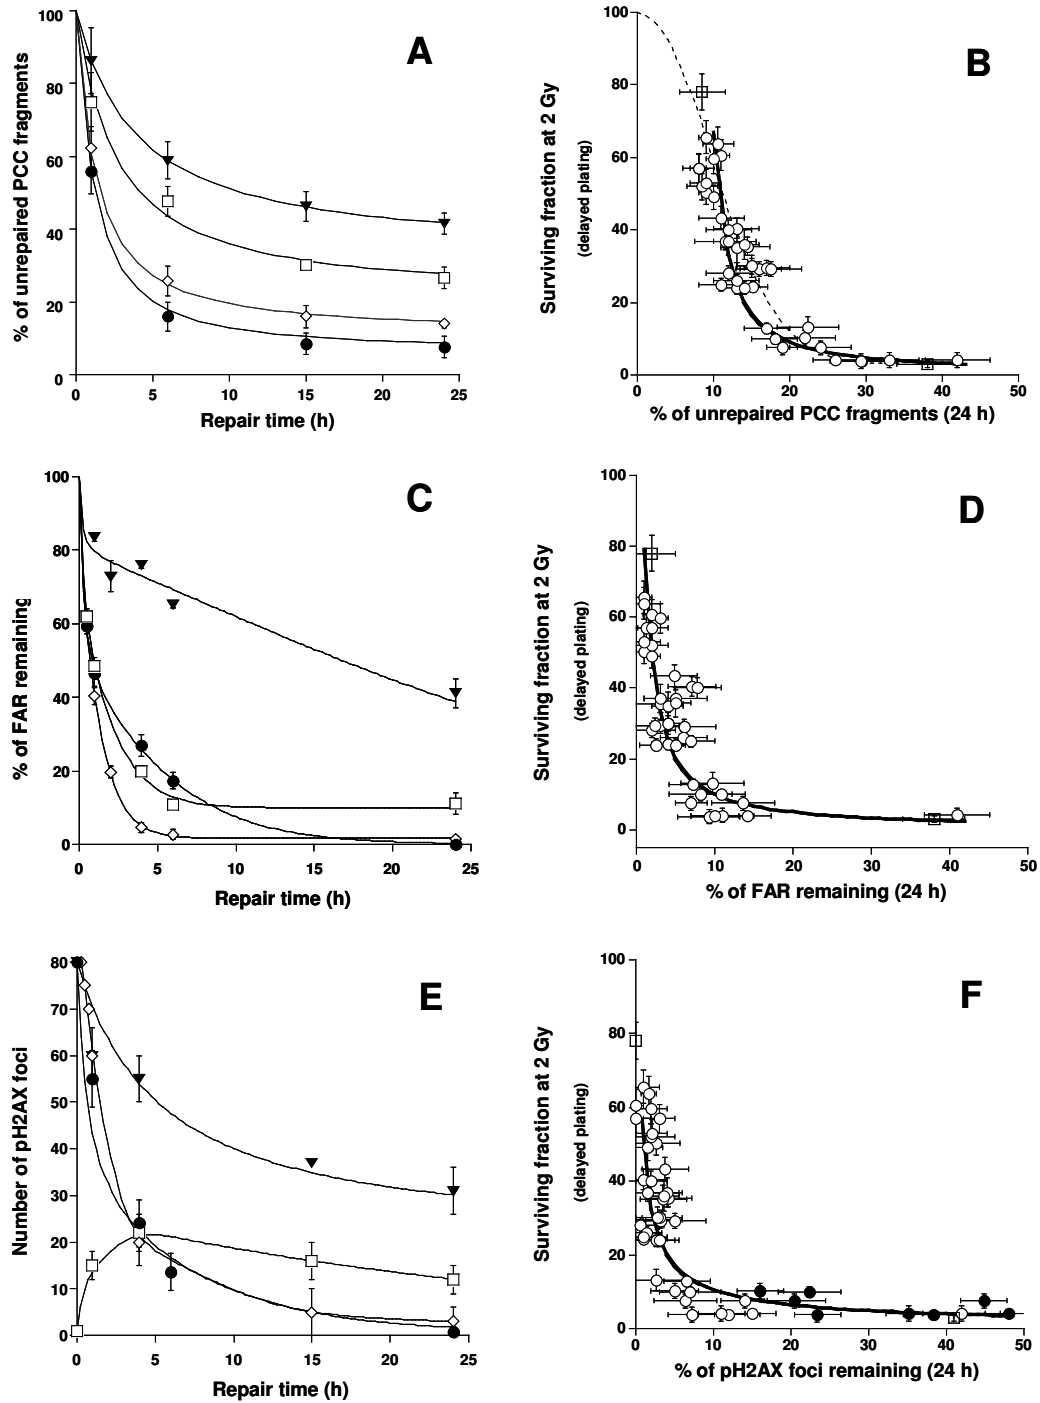 A
% of unrepaired PCC fragments
100
80
60
40
20
0
0 5 10 15 20 25
Repair time (h)
B
Surviving fraction at 2 Gy
(delayed plating)
100
80
60
40
20
0
0 10 20 30 40 50
% of unrepaired PCC fragments (24 h)
C
% of FAR remaining
100
80
60
40
20
0
0 5 10 15 20 25
Repair time (h)
D
Surviving fraction at 2 Gy
(delayed plating)
100
80
60
40
20
0
0 10 20 30 40 50
% of FAR remaining (24 h)
E
Number of pH2AX foci
80
70
60
50
40
30
20
10
0
0 5 10 15 20 25
Repair time (h)
F
Surviving fraction at 2 Gy
(delayed plating)
100
80
60
40
20
0
0 10 20 30 40 50
% of pH2AX foci remaining (24 h)